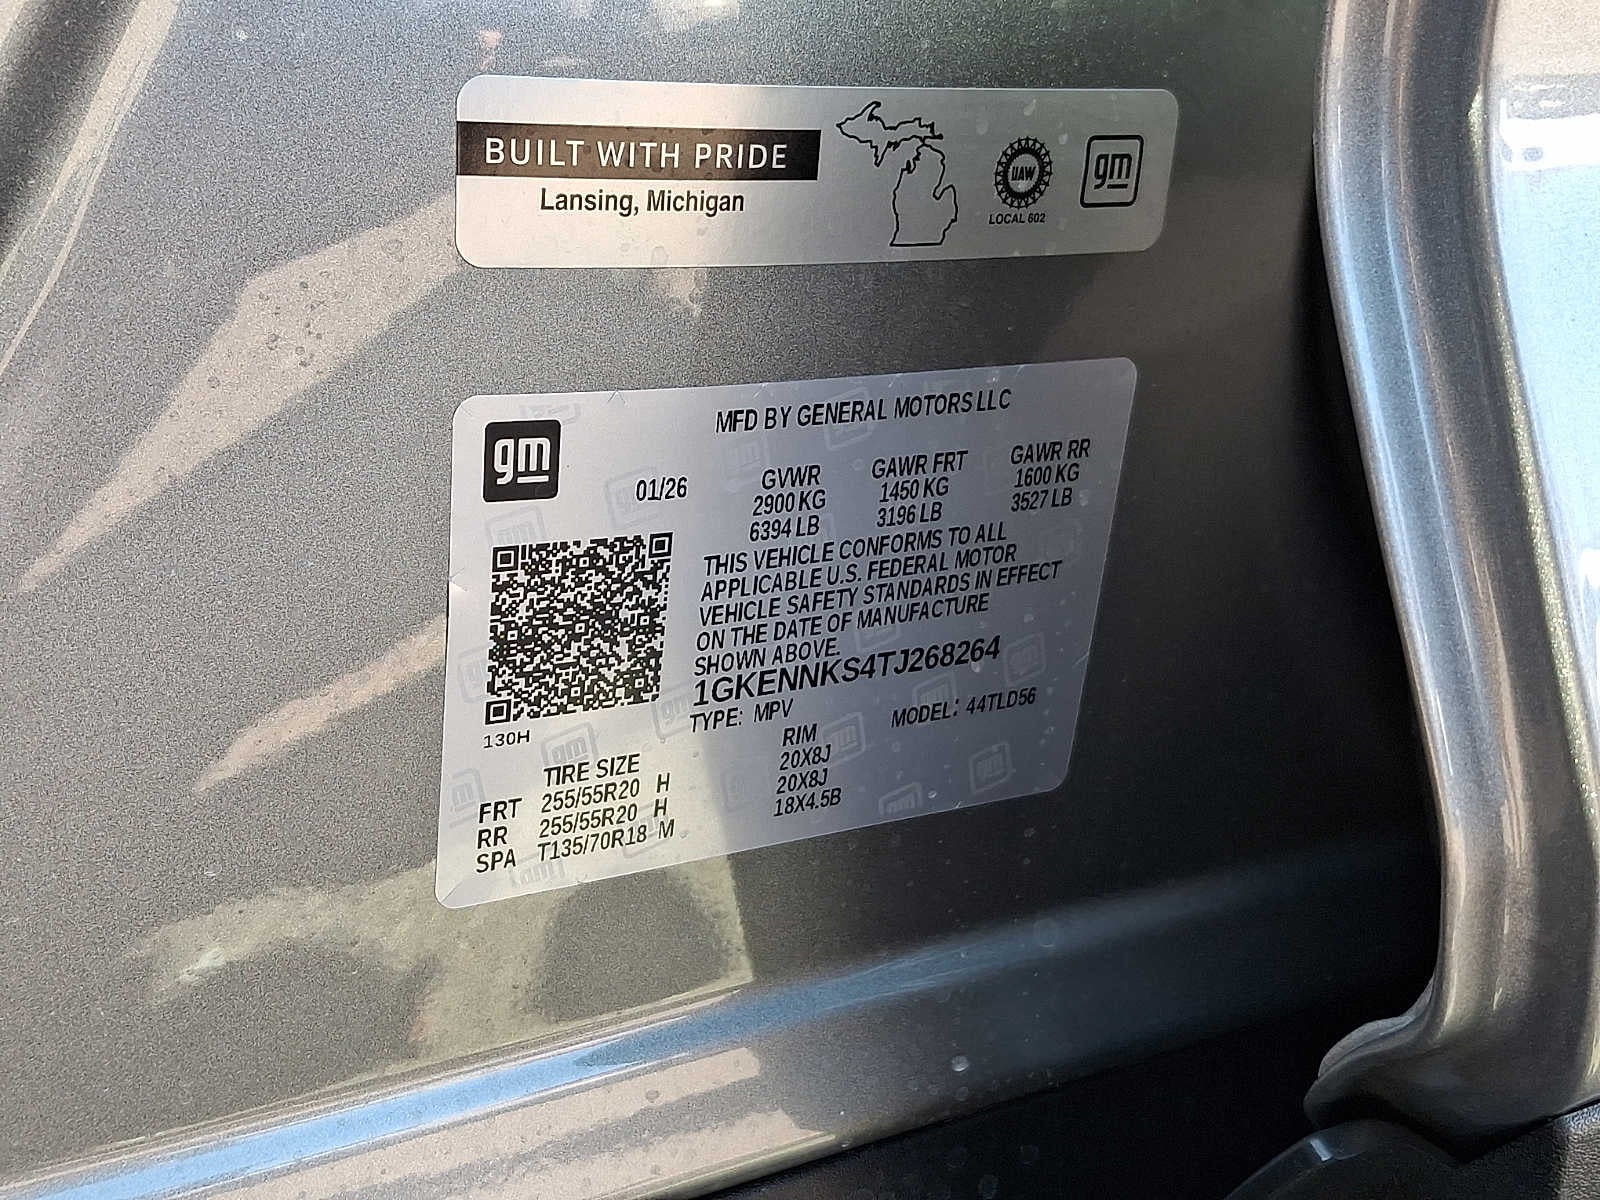 BUILT WITH PRIDE
Lansing, Michigan
UAW
LOCAL 602
gm
gm
MFD BY GENERAL MOTORS LLC
01/26
GVWR GAWR FRT GAWR RR
2900 KG 1450 KG 1600 KG
6394 LB 3196 LB 3527 LB
THIS VEHICLE CONFORMS TO ALL
APPLICABLE U.S. FEDERAL MOTOR
VEHICLE SAFETY STANDARDS IN EFFECT
ON THE DATE OF MANUFACTURE
SHOWN ABOVE.
1GKENNKS4TJ268264
TYPE: MPV MODEL: 44TLD56
130H
TIRE SIZE RIM
FRT 255/55R20 H 20X8J
RR 255/55R20 H 20X8J
SPA T135/70R18 M 18X4.5B